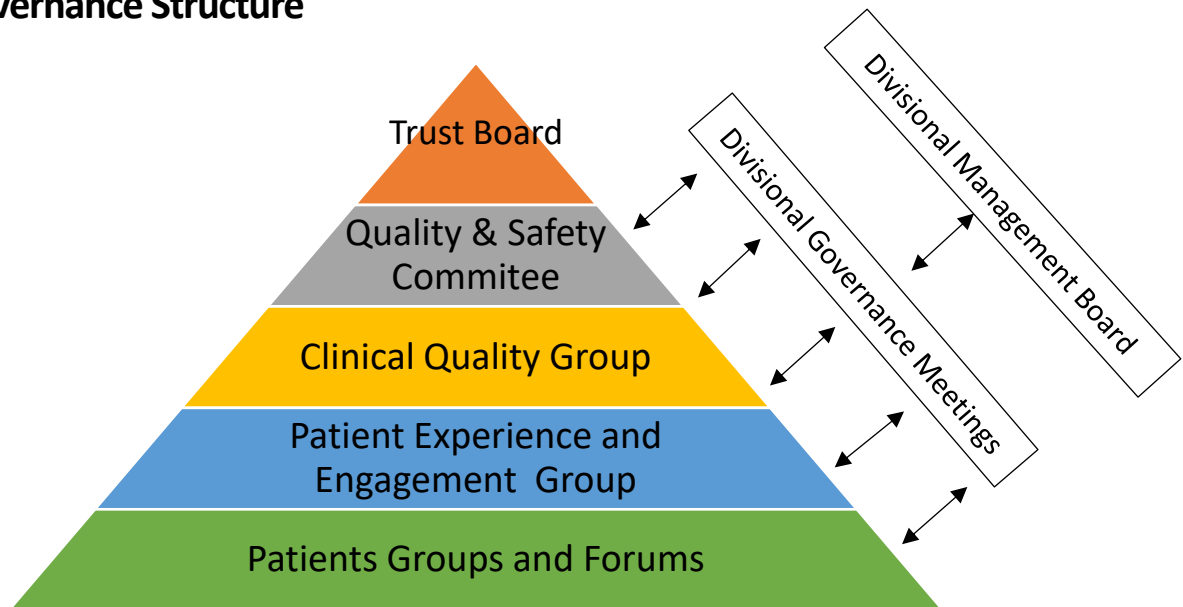 vernance Structure
Trust Board
Quality & Safety
Commitee
Clinical Quality Group
Patient Experience and
Engagement Group
Patients Groups and Forums
Divisional Governance Meetings
Divisional Management Board